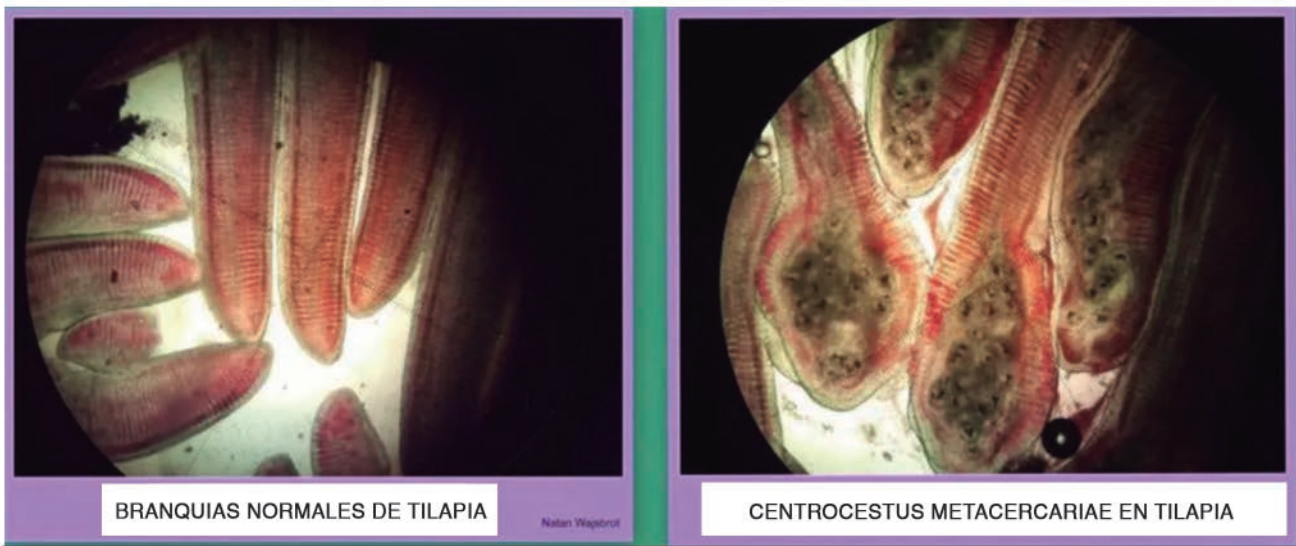 BRANQUIAS NORMALES DE TILAPIA
Natan Wajsbrot
CENTROCESTUS METACERCARIAE EN TILAPIA